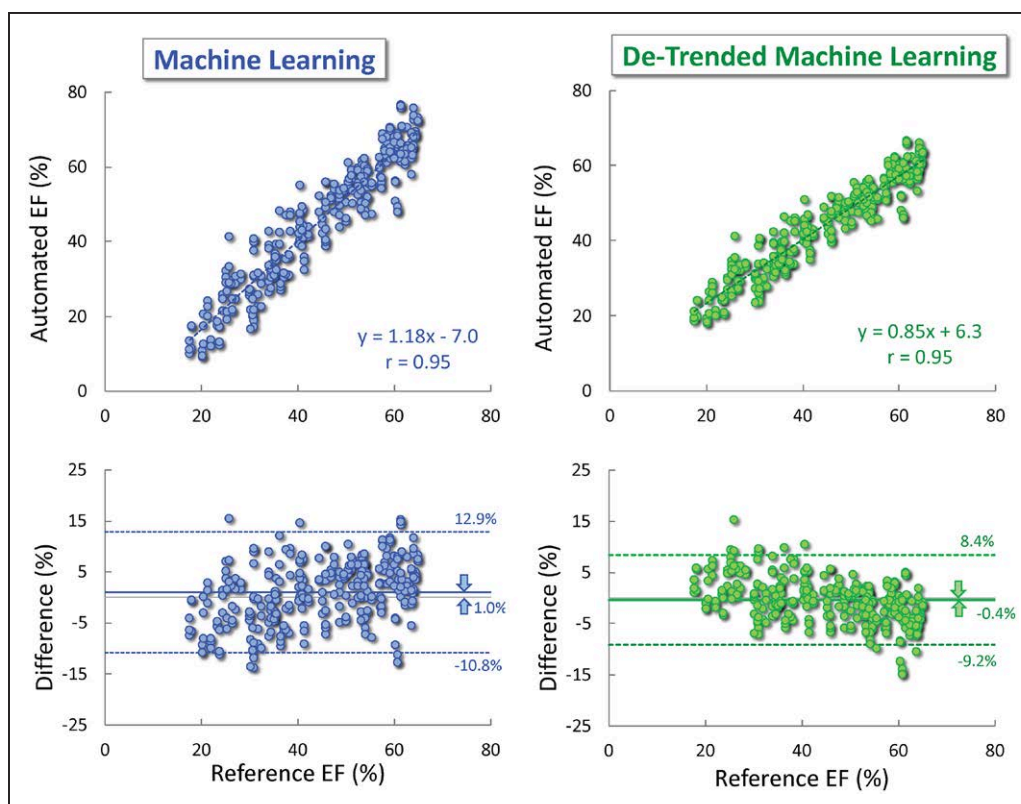 Machine Learning
De-Trended Machine Learning
Automated EF (%)
80
60
40
20
0
y = 1.18x - 7.0
r = 0.95
0 20 40 60 80
Automated EF (%)
80
60
40
20
0
y = 0.85x + 6.3
r = 0.95
0 20 40 60 80
Difference (%)
25
15
5
-5
-15
-25
12.9%
1.0%
-10.8%
0 20 40 60 80
Reference EF (%)
Difference (%)
25
15
5
-5
-15
-25
8.4%
-0.4%
-9.2%
0 20 40 60 80
Reference EF (%)